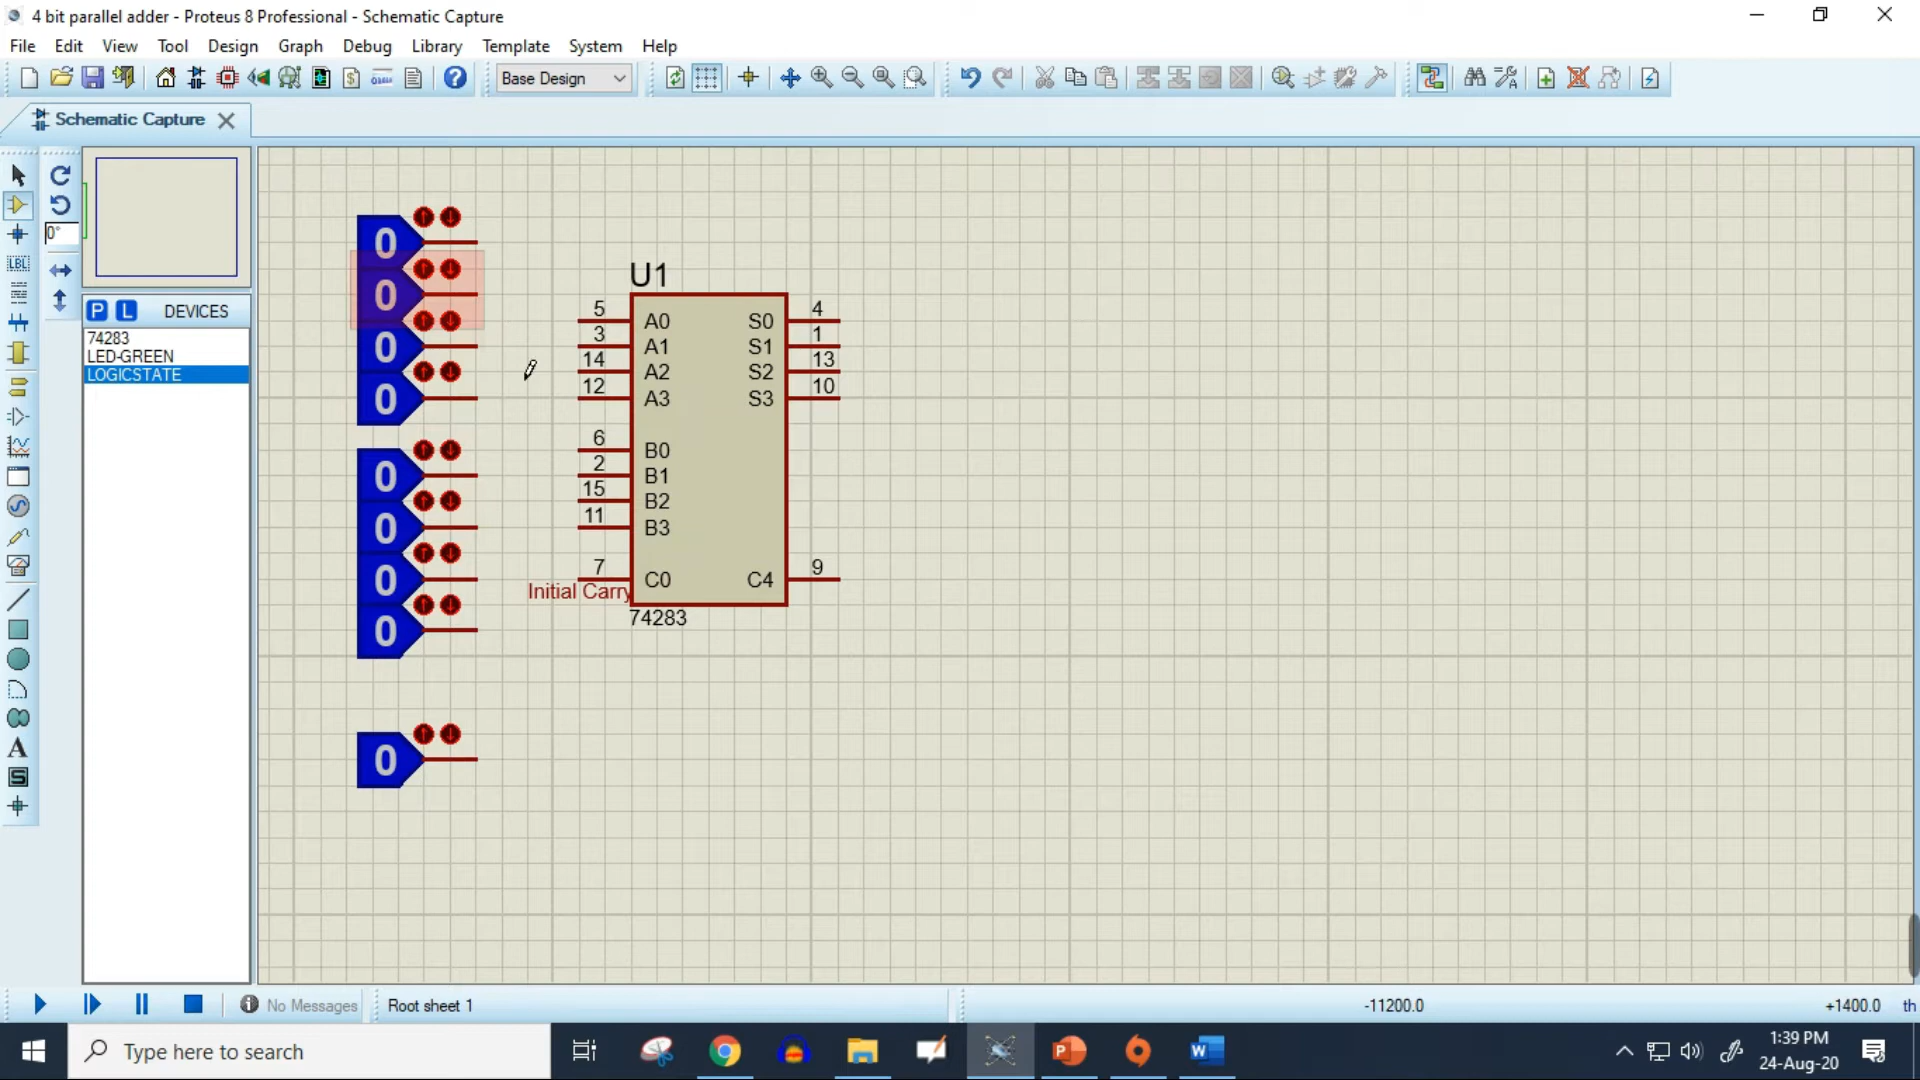 4 bit parallel adder - Proteus 8 Professional - Schematic Capture
File Edit View Tool Design Graph Debug Library Template System Help
Base Design
Schematic Capture
0°
LBL
P L DEVICES
74283
LED-GREEN
LOGICSTATE
A
S
0
0
0
0
0
0
0
0
0
U1
5 A0 S0 4
3 A1 S1 1
14 A2 S2 13
12 A3 S3 10
6 B0
2 B1
15 B2
11 B3
7 C0 C4 9
Initial Carry
74283
No Messages Root sheet 1 -11200.0 +1400.0 th
Type here to search
1:39 PM
24-Aug-20